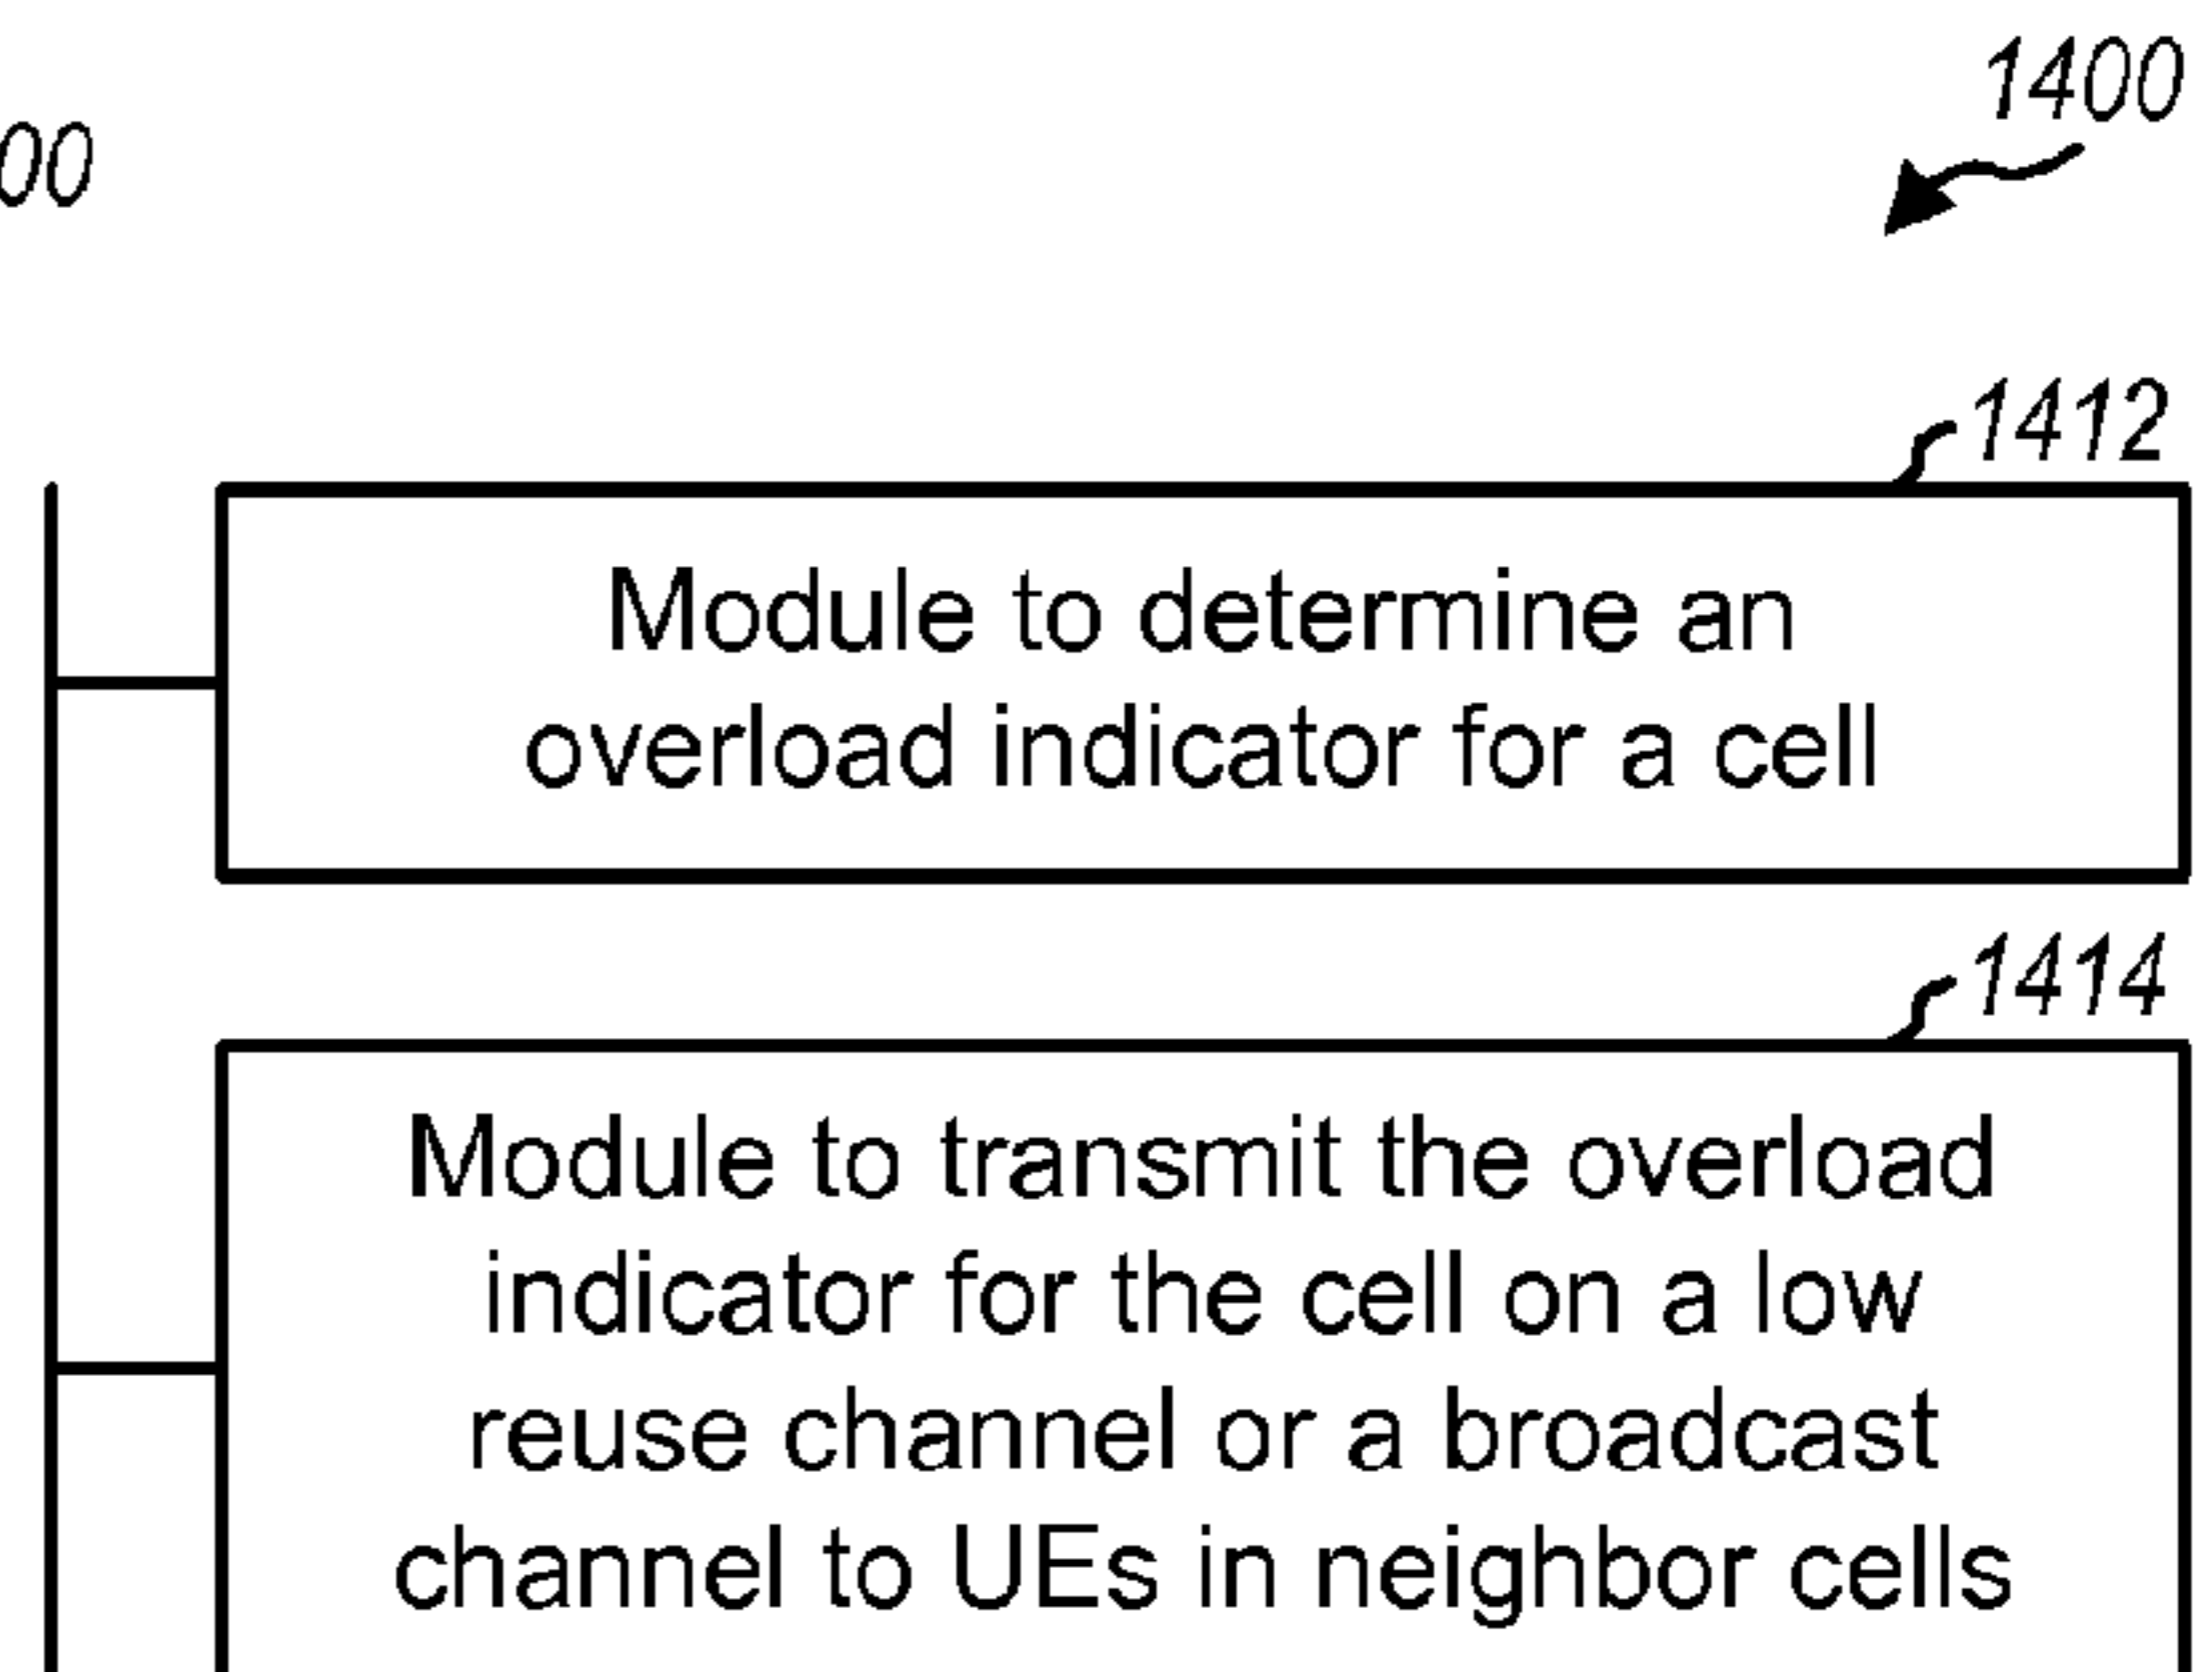 1400
00
1412
Module to determine an
overload indicator for a cell
1414
Module to transmit the overload
indicator for the cell on a low
reuse channel or a broadcast
channel to UEs in neighbor cells